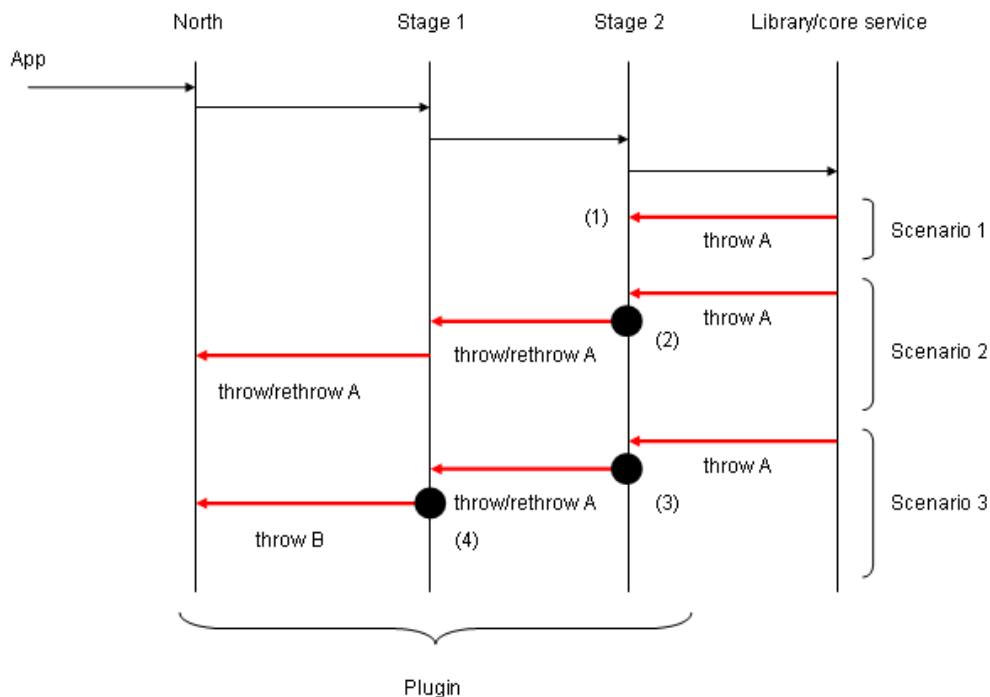 North
Stage 1
Stage 2
Library/core service
App
(1)
throw A
Scenario 1
throw A
(2)
throw/rethrow A
throw/rethrow A
Scenario 2
throw A
(3)
throw/rethrow A
throw B
(4)
Scenario 3
Plugin